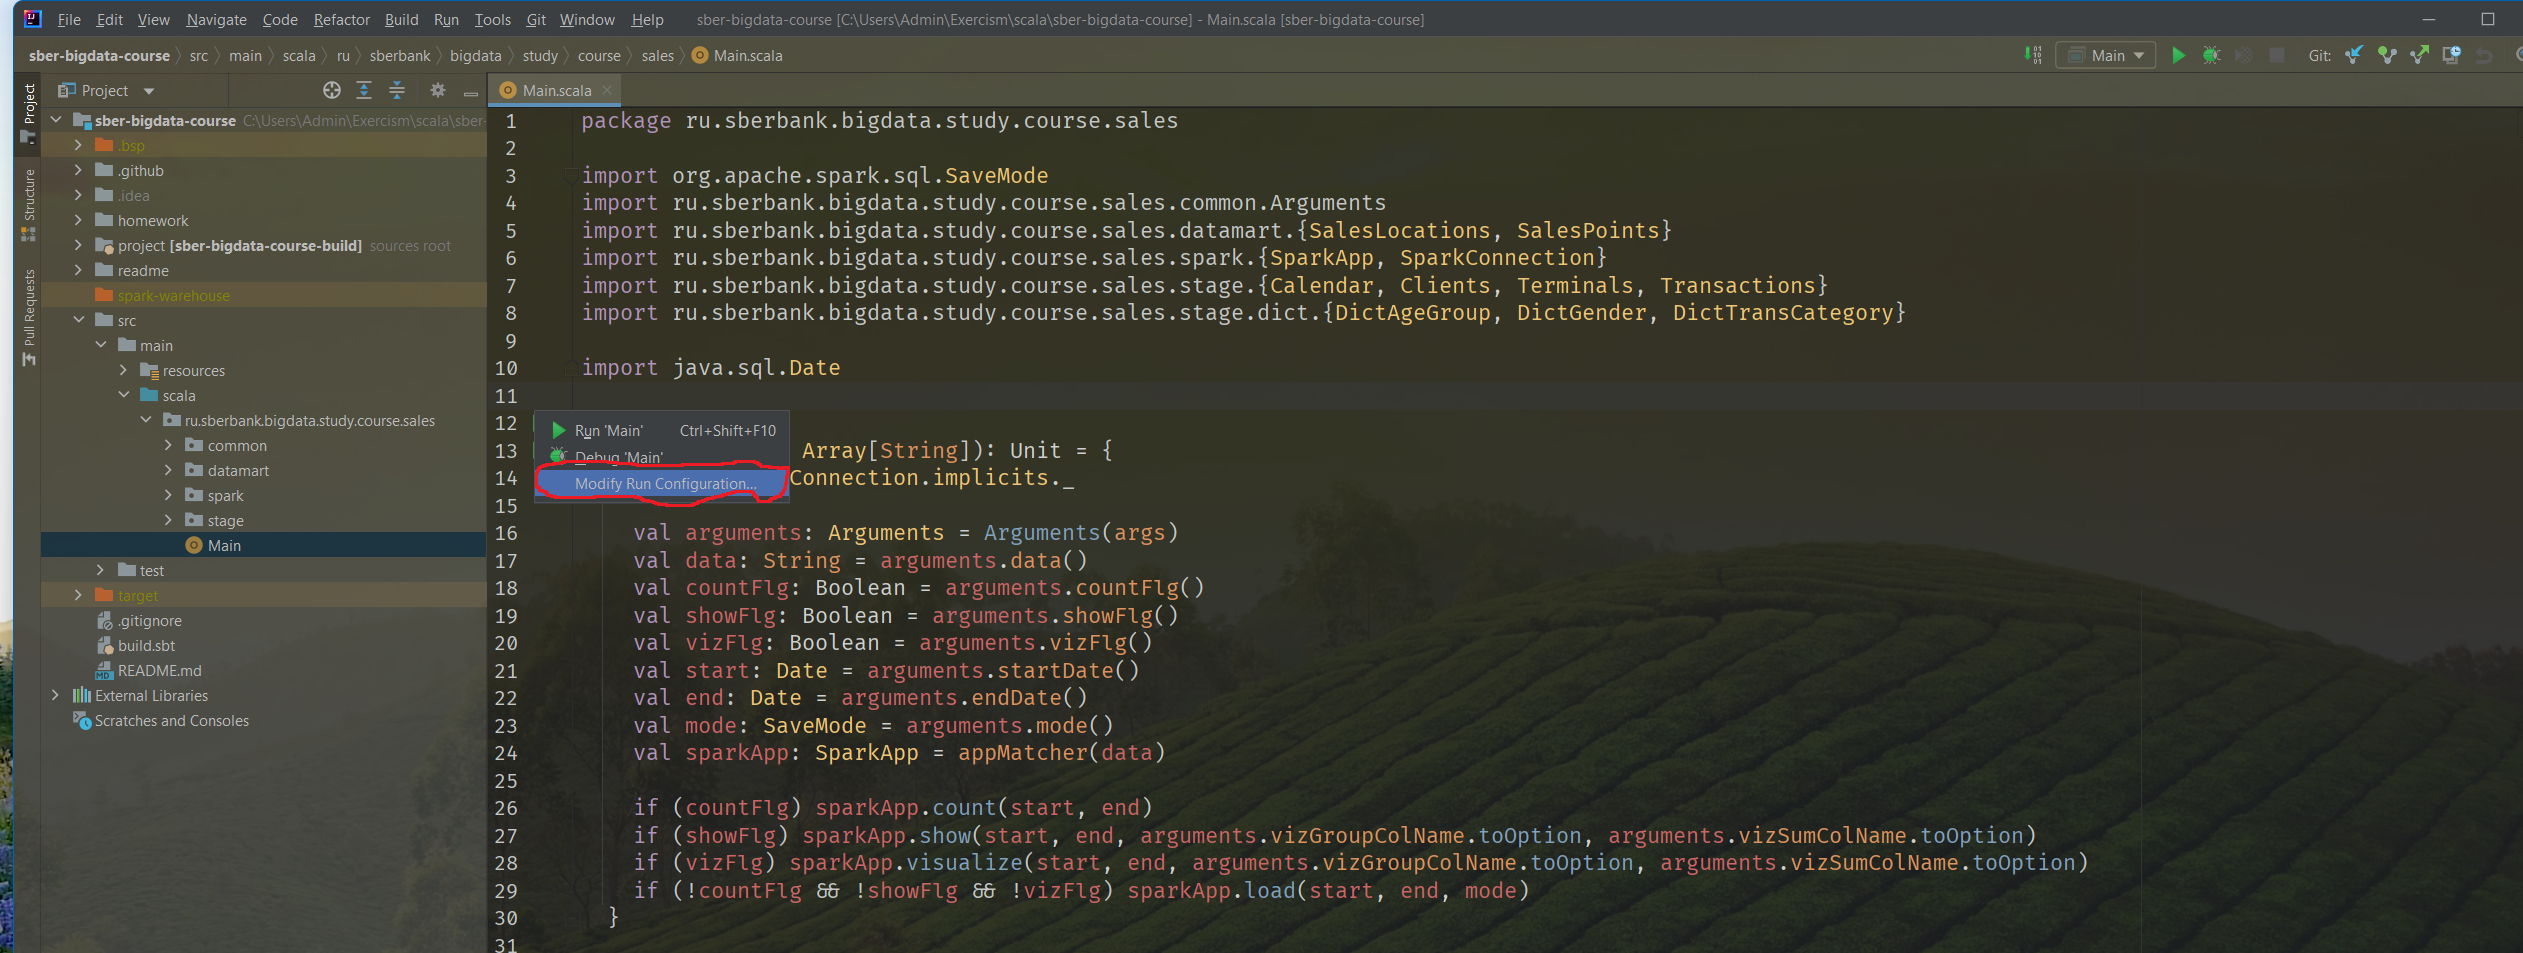 File Edit View Navigate Code Refactor Build Run Tools Git Window Help sber-bigdata-course [C:\Users\Admin\Exercism\scala\sber-bigdata-course] - Main.scala [sber-bigdata-course]
sber-bigdata-course src main scala ru sberbank bigdata study course sales Main.scala Main Git:
Project Main.scala
Project
Structure
Pull Requests
sber-bigdata-course C:\Users\Admin\Exercism\scala\sber-
.bsp
.github
.idea
homework
project [sber-bigdata-course-build] sources root
readme
spark-warehouse
src
main
resources
scala
ru.sberbank.bigdata.study.course.sales
common
datamart
spark
stage
Main
test
target
.gitignore
build.sbt
README.md
External Libraries
Scratches and Consoles
1 package ru.sberbank.bigdata.study.course.sales
2
3 import org.apache.spark.sql.SaveMode
4 import ru.sberbank.bigdata.study.course.sales.common.Arguments
5 import ru.sberbank.bigdata.study.course.sales.datamart.{SalesLocations, SalesPoints}
6 import ru.sberbank.bigdata.study.course.sales.spark.{SparkApp, SparkConnection}
7 import ru.sberbank.bigdata.study.course.sales.stage.{Calendar, Clients, Terminals, Transactions}
8 import ru.sberbank.bigdata.study.course.sales.stage.dict.{DictAgeGroup, DictGender, DictTransCategory}
9
10 import java.sql.Date
11
12
Run 'Main' Ctrl+Shift+F10
Debug 'Main'
Modify Run Configuration...
13 Array[String]): Unit = {
14 Connection.implicits._
15
16 val arguments: Arguments = Arguments(args)
17 val data: String = arguments.data()
18 val countFlg: Boolean = arguments.countFlg()
19 val showFlg: Boolean = arguments.showFlg()
20 val vizFlg: Boolean = arguments.vizFlg()
21 val start: Date = arguments.startDate()
22 val end: Date = arguments.endDate()
23 val mode: SaveMode = arguments.mode()
24 val sparkApp: SparkApp = appMatcher(data)
25
26 if (countFlg) sparkApp.count(start, end)
27 if (showFlg) sparkApp.show(start, end, arguments.vizGroupColName.toOption, arguments.vizSumColName.toOption)
28 if (vizFlg) sparkApp.visualize(start, end, arguments.vizGroupColName.toOption, arguments.vizSumColName.toOption)
29 if (!countFlg && !showFlg && !vizFlg) sparkApp.load(start, end, mode)
30 }
31